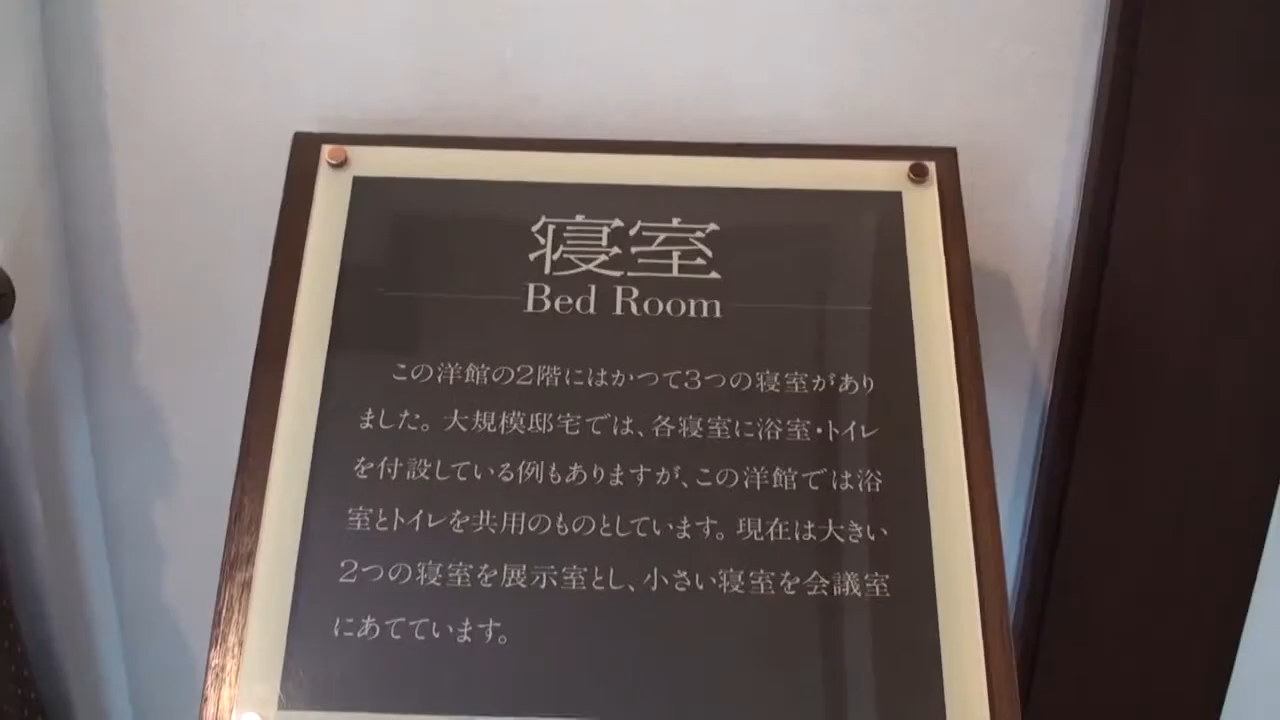 寝室
Bed Room
この洋館の2階にはかつて3つの寝室があり
ました。大規模邸宅では、各寝室に浴室・トイレ
を付設している例もありますが、この洋館では浴
室とトイレを共用のものとしています。現在は大きい
2つの寝室を展示室とし、小さい寝室を会議室
にあてています。